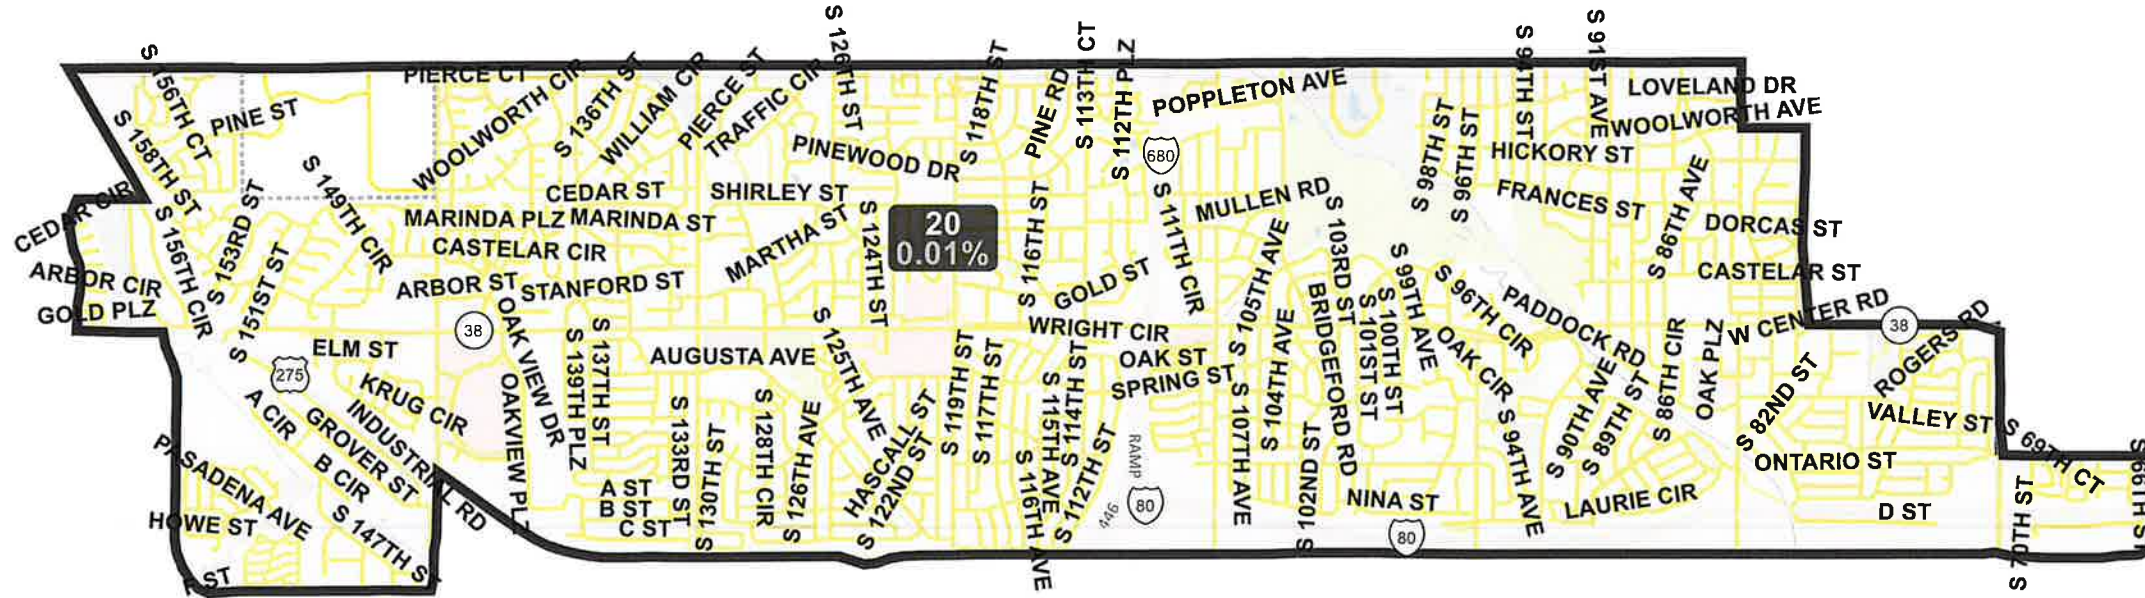 S 126TH ST
S 91ST AVE
S 94TH ST
S 156TH CT
PIERCE CT
WOOLWORTH CIR
S 136TH ST
WILLIAM CIR
PIERCE ST
TRAFFIC CIR
S 118TH ST
PINE RD
S 113TH CT
S 112TH PLZ
POPPLETON AVE
LOVELAND DR
WOOLWORTH AVE
PINE ST
S 158TH ST
PINEWOOD DR
680
S 98TH ST
S 96TH ST
HICKORY ST
S 149TH CIR
CEDAR ST
SHIRLEY ST
MULLEN RD
FRANCES ST
S 86TH AVE
CEDAR CIR
S 153RD ST
S 156TH CIR
MARINDA PLZ
MARINDA ST
MARTHA ST
S 124TH ST
20
0.01%
S 116TH ST
S 111TH CIR
S 103RD ST
DORCAS ST
CASTELAR CIR
S 151ST ST
ARBOR CIR
ARBOR ST
STANFORD ST
GOLD ST
S 105TH AVE
S 99TH AVE
S 96TH CIR
CASTELAR ST
GOLD PLZ
OAK VIEW DR
BRIDGEFORD RD
S 101ST ST
S 100TH ST
PADDOCK RD
W CENTER RD
38
38
ROGERS RD
ELM ST
S 139TH PLZ
S 137TH ST
AUGUSTA AVE
S 125TH AVE
WRIGHT CIR
OAK ST
SPRING ST
S 104TH AVE
OAK CIR
S 86TH CIR
OAK PLZ
275
KRUG CIR
A CIR
GROVER ST
INDUSTRIAL RD
OAKVIEW PLZ
S 133RD ST
S 130TH ST
S 128TH CIR
S 126TH AVE
HASCALL ST
S 122ND ST
S 119TH ST
S 117TH ST
S 115TH AVE
S 114TH ST
S 112TH ST
S 116TH AVE
S 107TH AVE
S 102ND ST
S 94TH AVE
S 90TH AVE
S 89TH ST
S 82ND ST
VALLEY ST
S 69TH CT
S 66TH ST
PASADENA AVE
B CIR
A ST
B ST
C ST
RAMP
446
80
NINA ST
80
LAURIE CIR
ONTARIO ST
D ST
S 70TH ST
HOWE ST
S 147TH ST